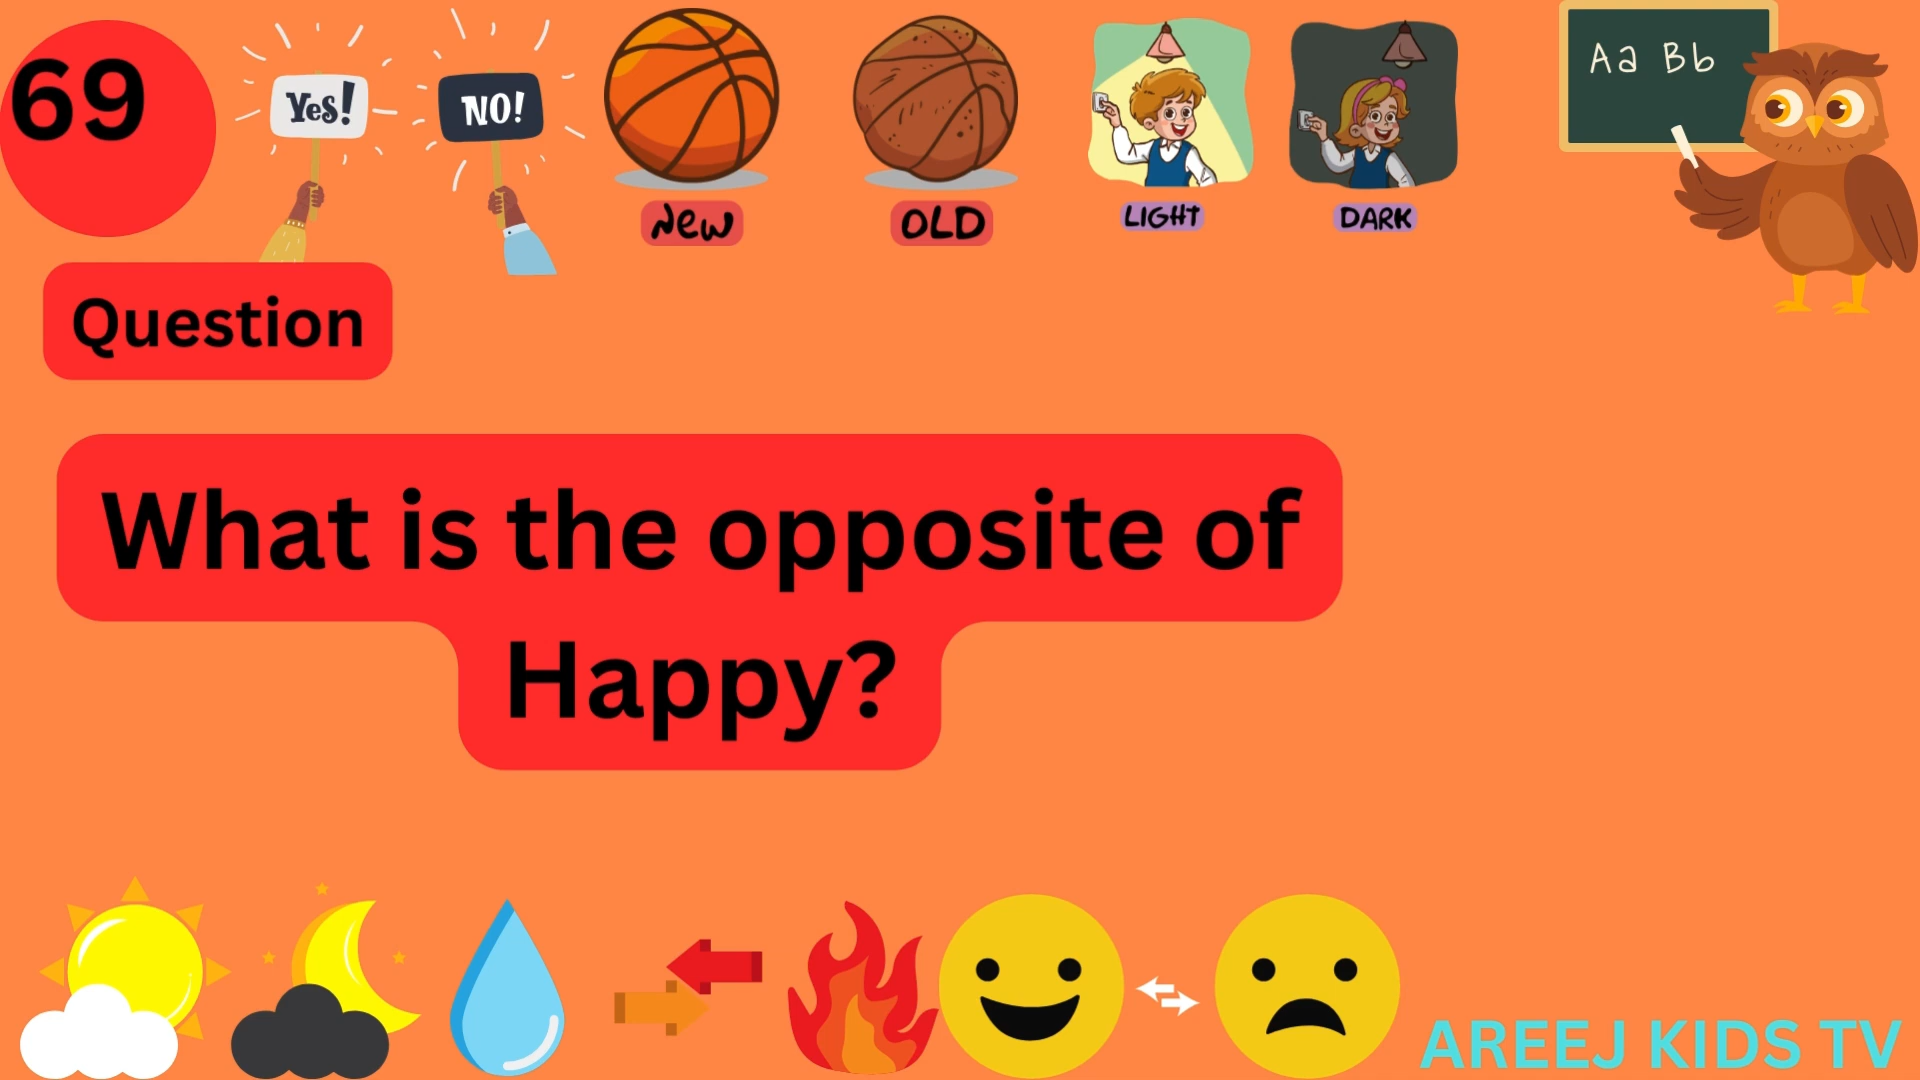 69
Yes!
NO!
New
OLD
LIGHT
DARK
Aa Bb
Question
What is the opposite of
Happy?
AREEJ KIDS TV